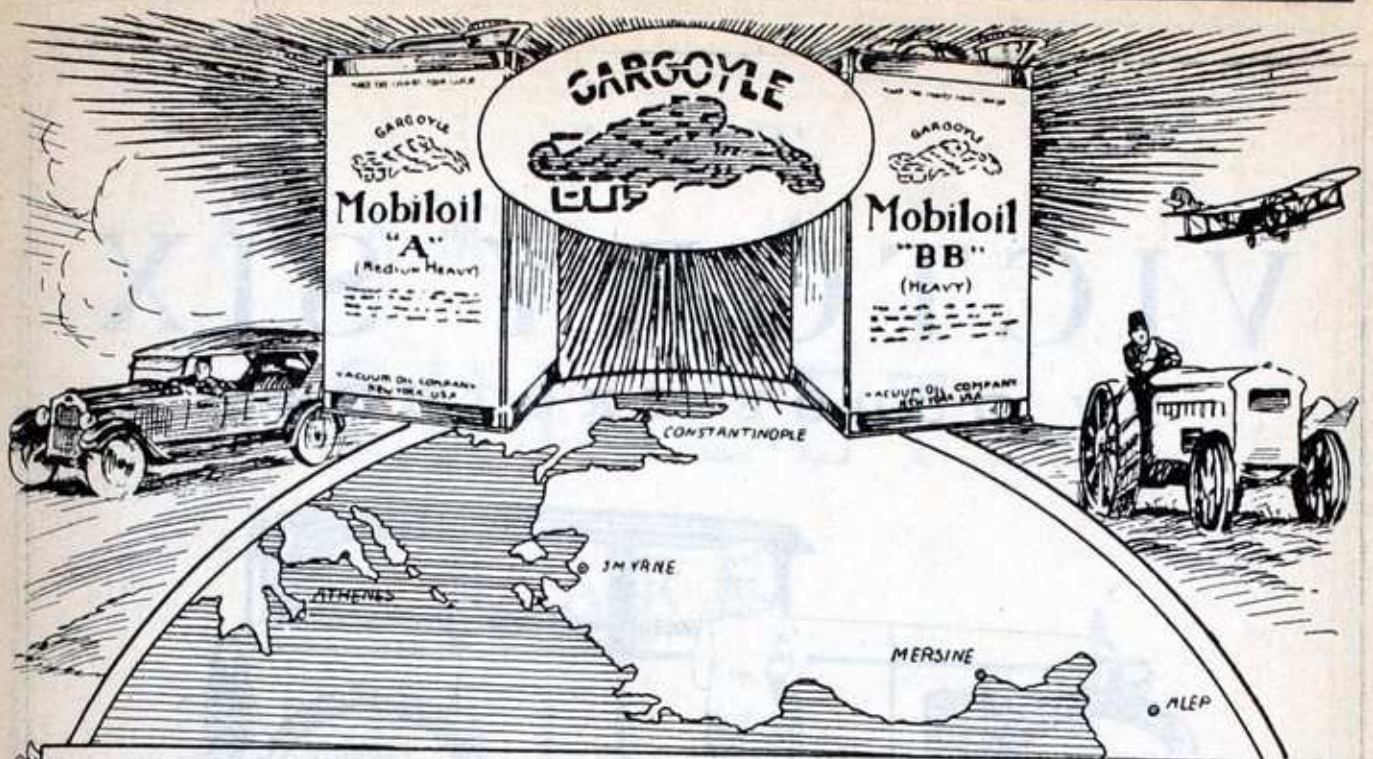 GARGOYLE
GARGOYLE
Mobiloil
"A"
(MEDIUM HEAVY)
VACUUM OIL COMPANY
NEW YORK USA
GARGOYLE
Mobiloil
"BB"
(HEAVY)
VACUUM OIL COMPANY
NEW YORK USA
CONSTANTINOPLE
SMYRNE
ATHENES
MERSINE
ALEP